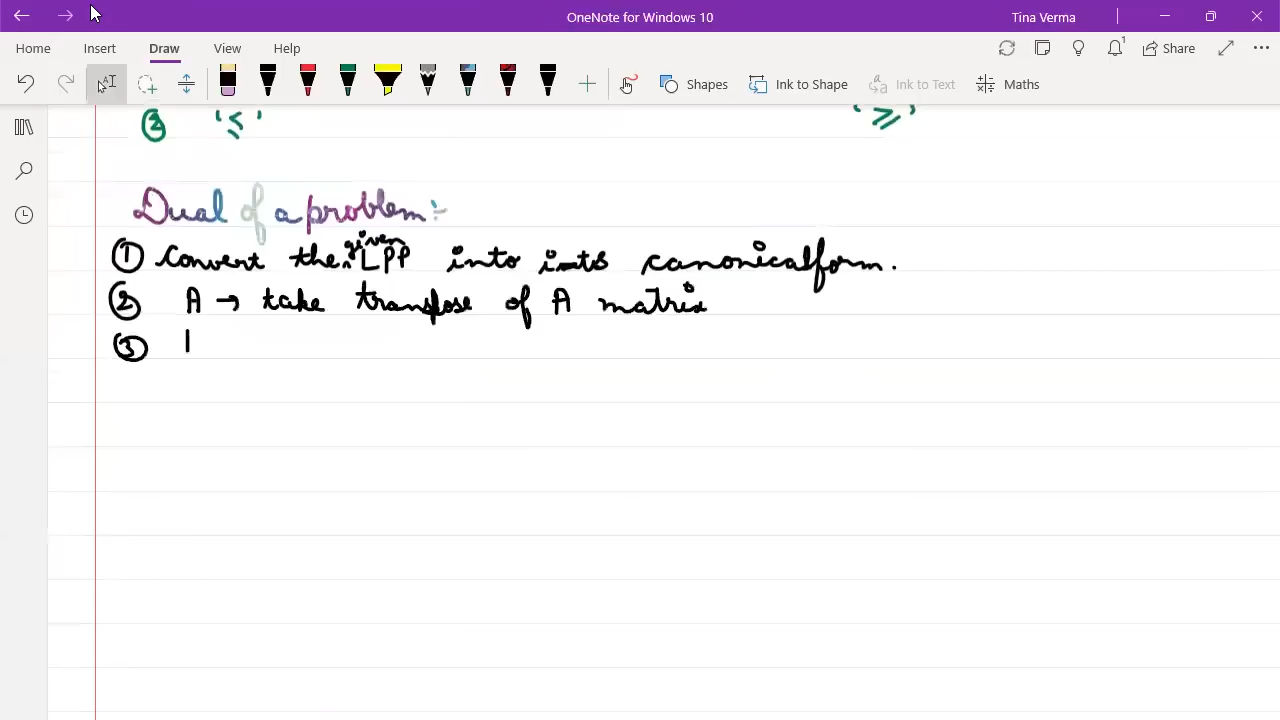 OneNote for Windows 10
Tina Verma
Home Insert Draw View Help
1
Share
Shapes Ink to Shape Ink to Text Maths
② '≤' '≥'
Dual of a problem :-
① Convert the given LPP into its canonical form.
② A → take transpose of A matrix
③